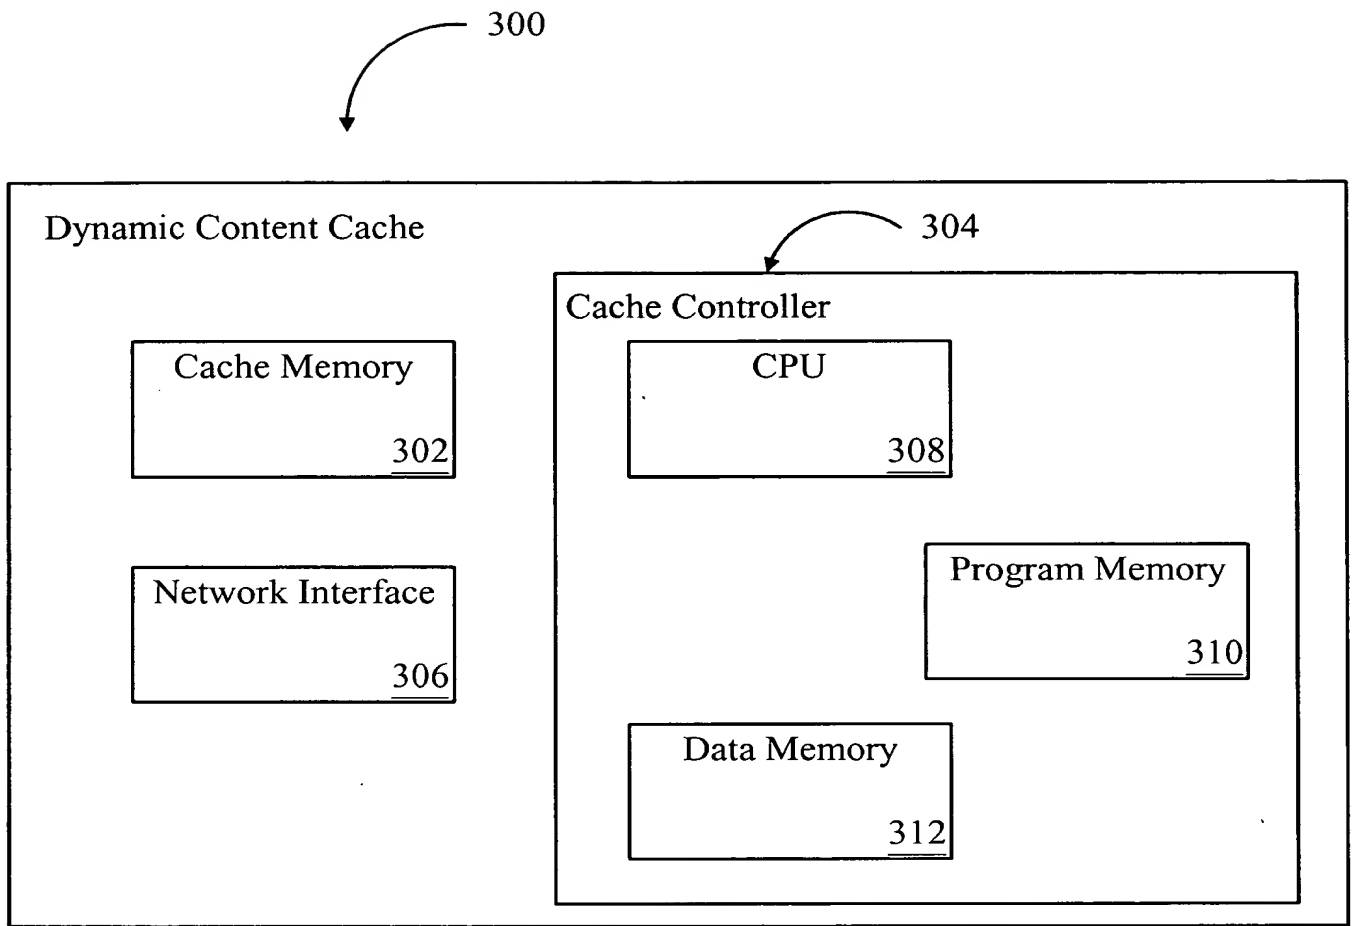 300
Dynamic Content Cache
304
Cache Controller
Cache Memory
302
CPU
308
Network Interface
306
Program Memory
310
Data Memory
312